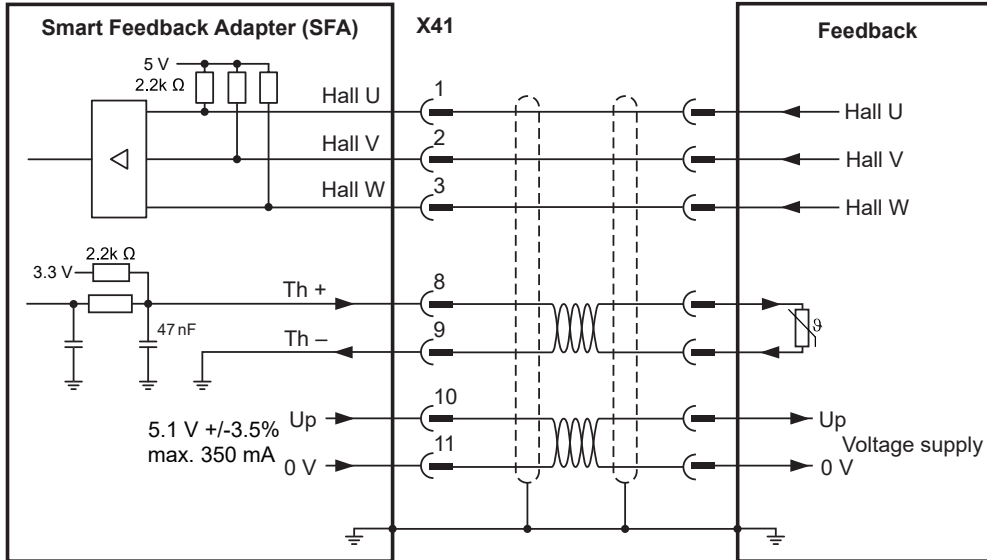 Smart Feedback Adapter (SFA)
X41
Feedback
5 V
2.2k Ω
Hall U
1
Hall U
Hall V
2
Hall V
Hall W
3
Hall W
2.2k Ω
3.3 V
Th +
8
47 nF
Th –
9
ϑ
10
Up
Up
5.1 V +/-3.5%
max. 350 mA
Voltage supply
11
0 V
0 V